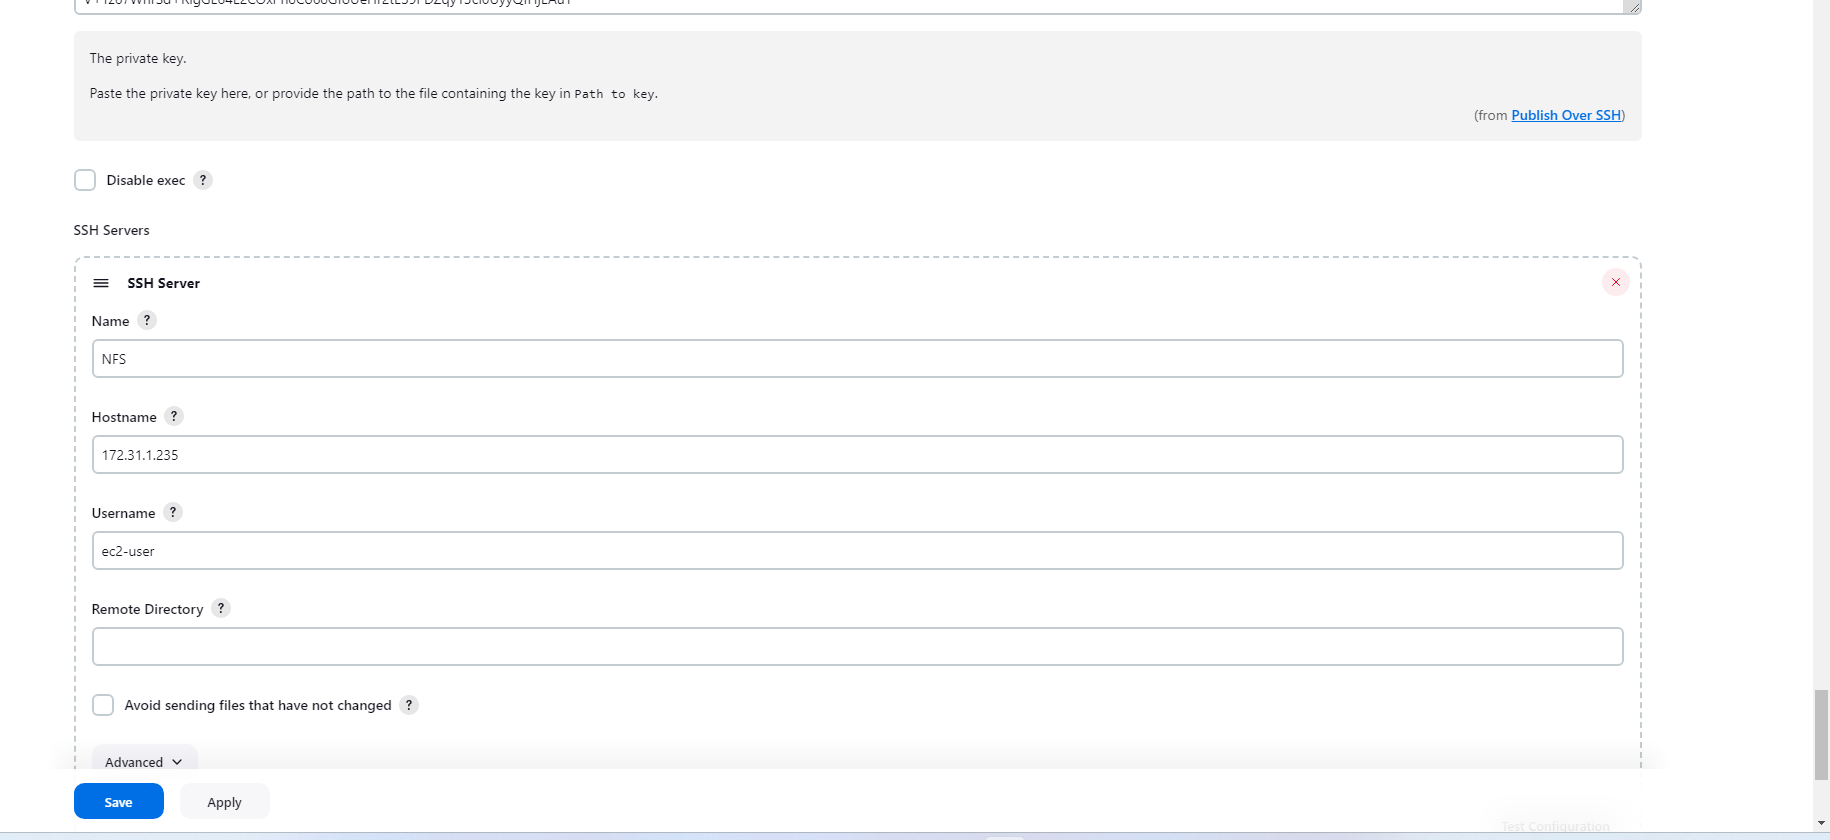 The private key.
Paste the private key here, or provide the path to the file containing the key in Path to key.
(from Publish Over SSH)
Disable exec ?
SSH Servers
SSH Server
Name ?
NFS
Hostname ?
172.31.1.235
Username ?
ec2-user
Remote Directory ?
Avoid sending files that have not changed ?
Advanced
Save
Apply
Test Configuration